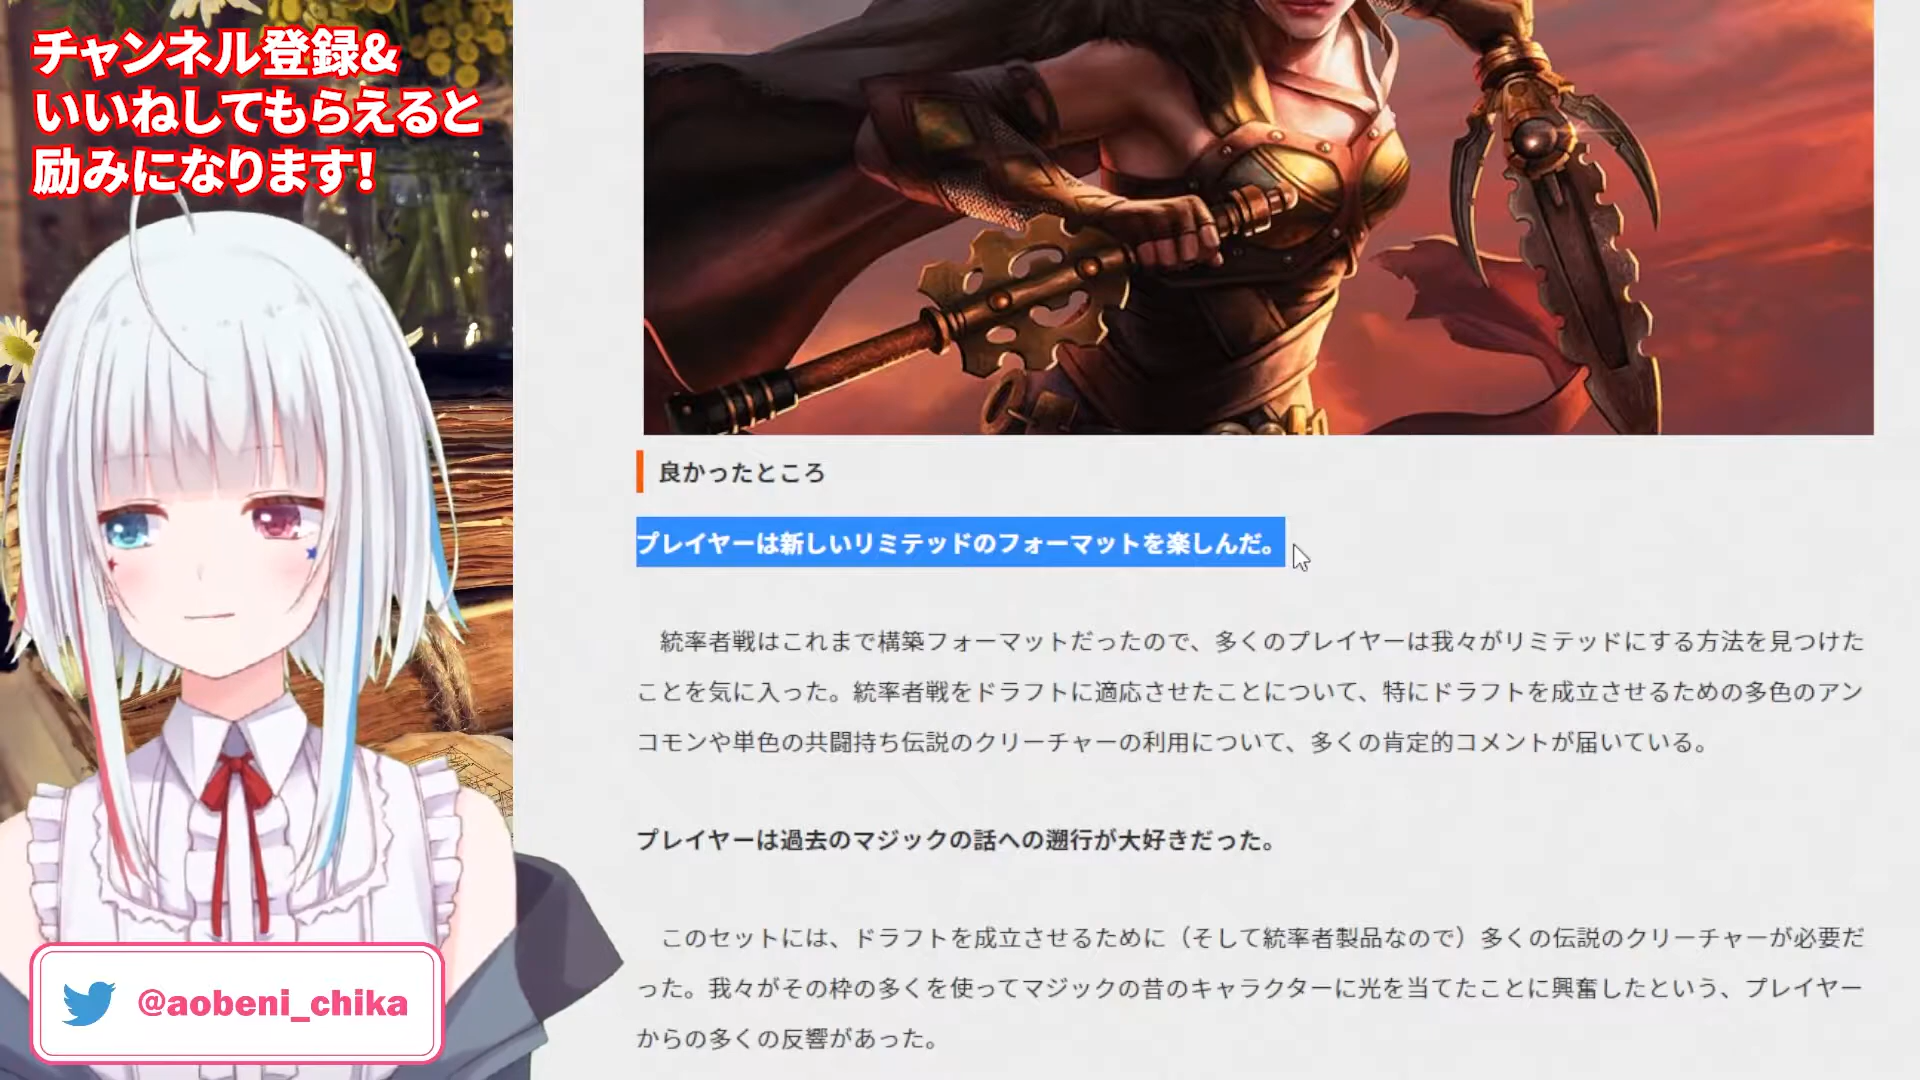 チャンネル登録&
いいねしてもらえると
励みになります!
良かったところ
プレイヤーは新しいリミテッドのフォーマットを楽しんだ。
統率者戦はこれまで構築フォーマットだったので、多くのプレイヤーは我々がリミテッドにする方法を見つけた
ことを気に入った。統率者戦をドラフトに適応させたことについて、特にドラフトを成立させるための多色のアン
コモンや単色の共闘持ち伝説のクリーチャーの利用について、多くの肯定的コメントが届いている。
プレイヤーは過去のマジックの話への遡行が大好きだった。
このセットには、ドラフトを成立させるために（そして統率者製品なので）多くの伝説のクリーチャーが必要だ
った。我々がその枠の多くを使ってマジックの昔のキャラクターに光を当てたことに興奮したという、プレイヤー
からの多くの反響があった。
@aobeni_chika